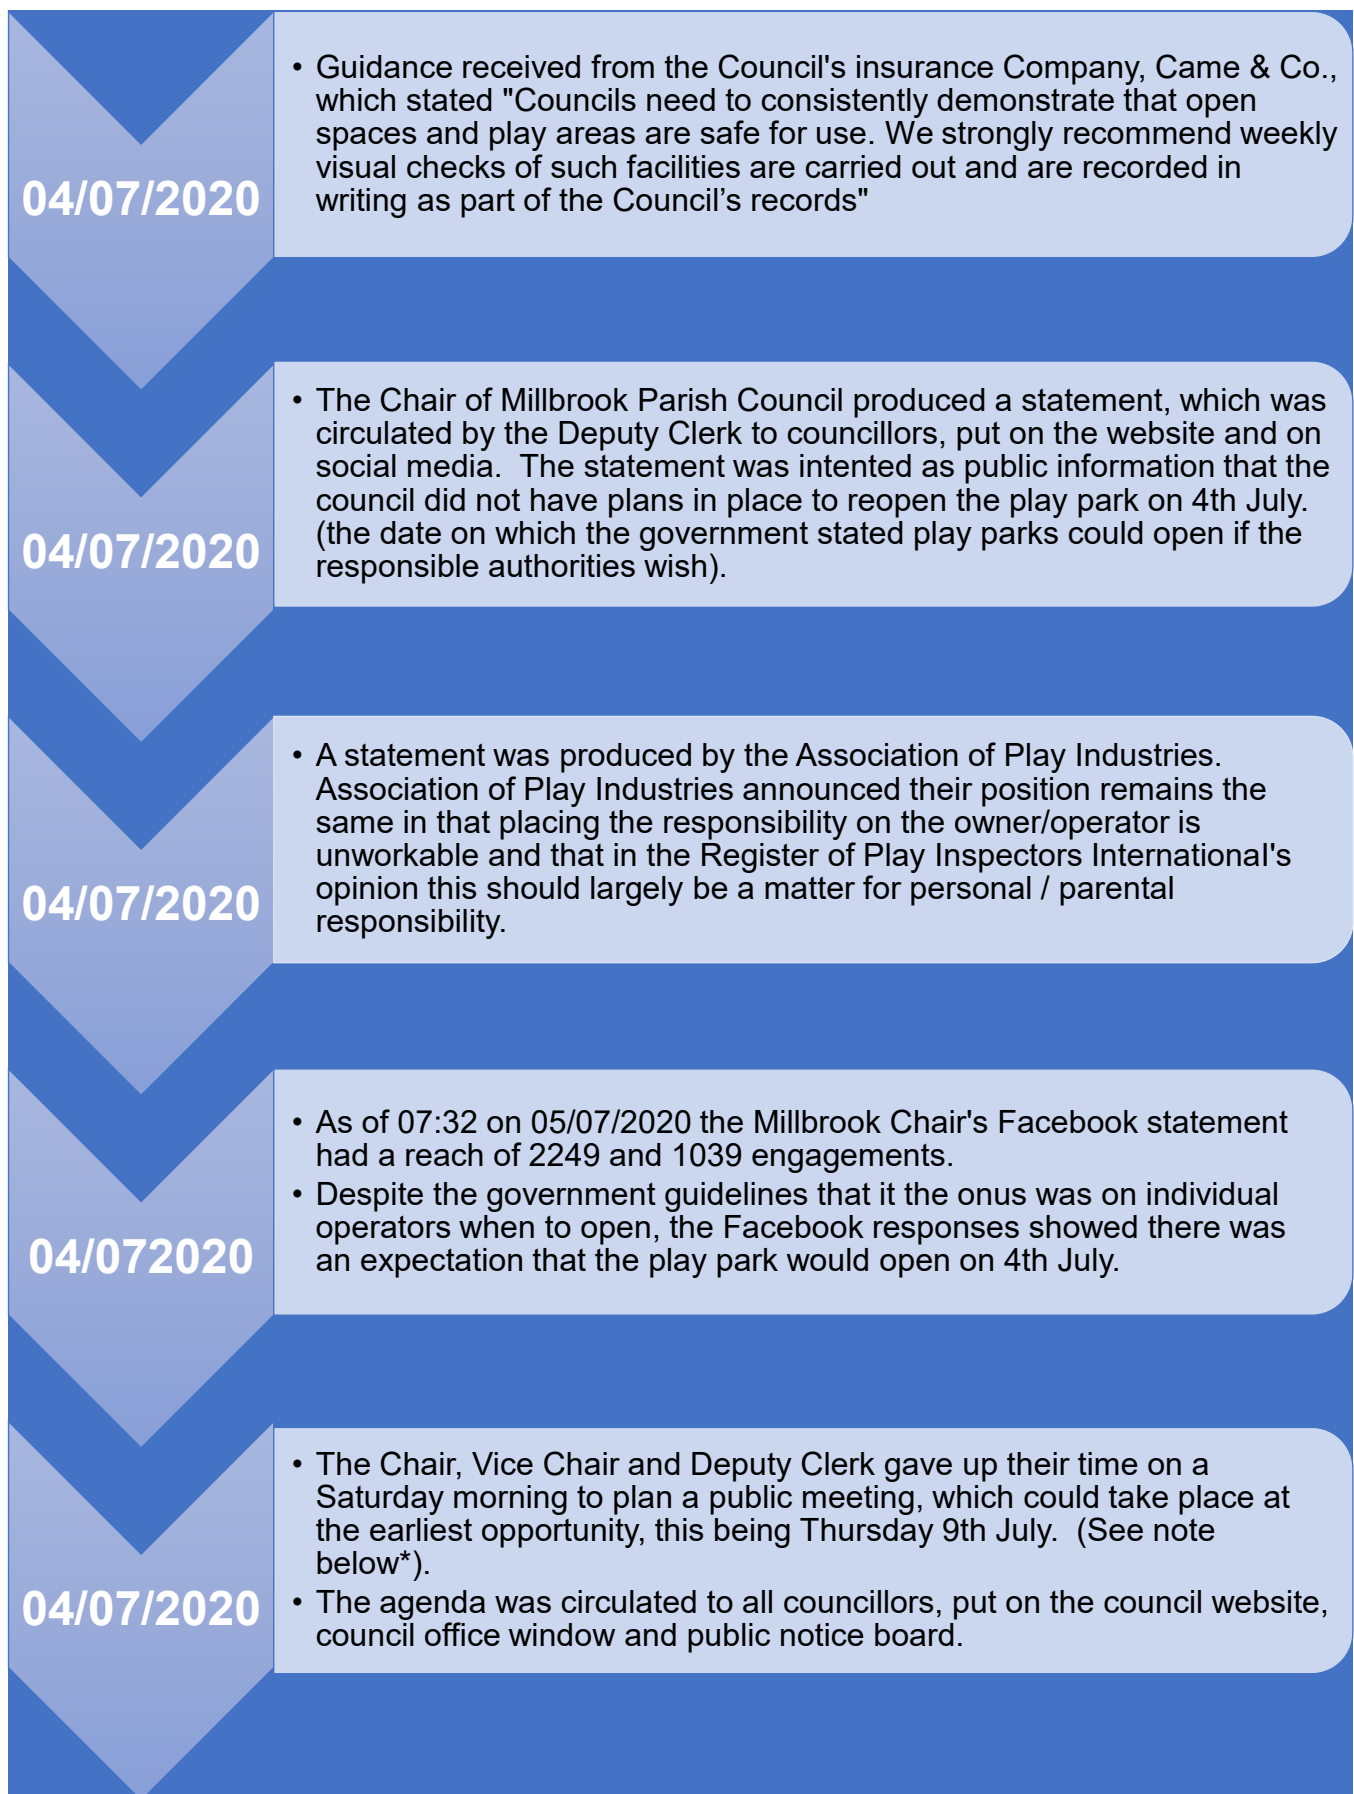 • Guidance received from the Council's insurance Company, Came & Co.,
which stated "Councils need to consistently demonstrate that open
spaces and play areas are safe for use. We strongly recommend weekly
visual checks of such facilities are carried out and are recorded in
writing as part of the Council’s records"
04/07/2020
• The Chair of Millbrook Parish Council produced a statement, which was
circulated by the Deputy Clerk to councillors, put on the website and on
social media.  The statement was intented as public information that the
council did not have plans in place to reopen the play park on 4th July.
(the date on which the government stated play parks could open if the
responsible authorities wish).
04/07/2020
• A statement was produced by the Association of Play Industries.
Association of Play Industries announced their position remains the
same in that placing the responsibility on the owner/operator is
unworkable and that in the Register of Play Inspectors International's
opinion this should largely be a matter for personal / parental
responsibility.
04/07/2020
• As of 07:32 on 05/07/2020 the Millbrook Chair's Facebook statement
had a reach of 2249 and 1039 engagements.
• Despite the government guidelines that it the onus was on individual
operators when to open, the Facebook responses showed there was
an expectation that the play park would open on 4th July.
04/072020
• The Chair, Vice Chair and Deputy Clerk gave up their time on a
Saturday morning to plan a public meeting, which could take place at
the earliest opportunity, this being Thursday 9th July.  (See note
below*).
• The agenda was circulated to all councillors, put on the council website,
council office window and public notice board.
04/07/2020